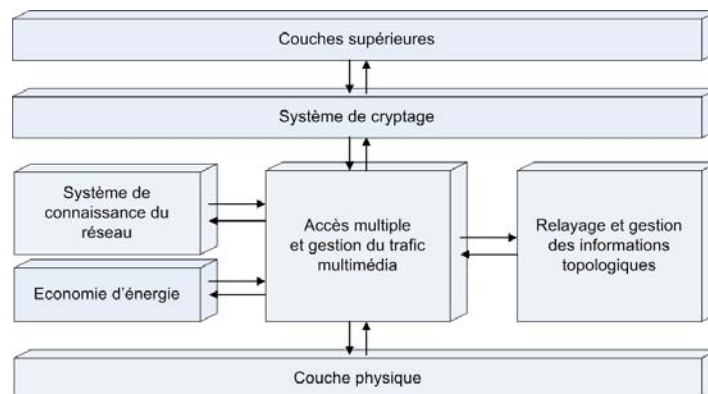 Couches supérieures
Système de cryptage
Système de
connaissance du
réseau
Accès multiple
et gestion du trafic
multimédia
Relayage et gestion
des informations
topologiques
Economie d'énergie
Couche physique